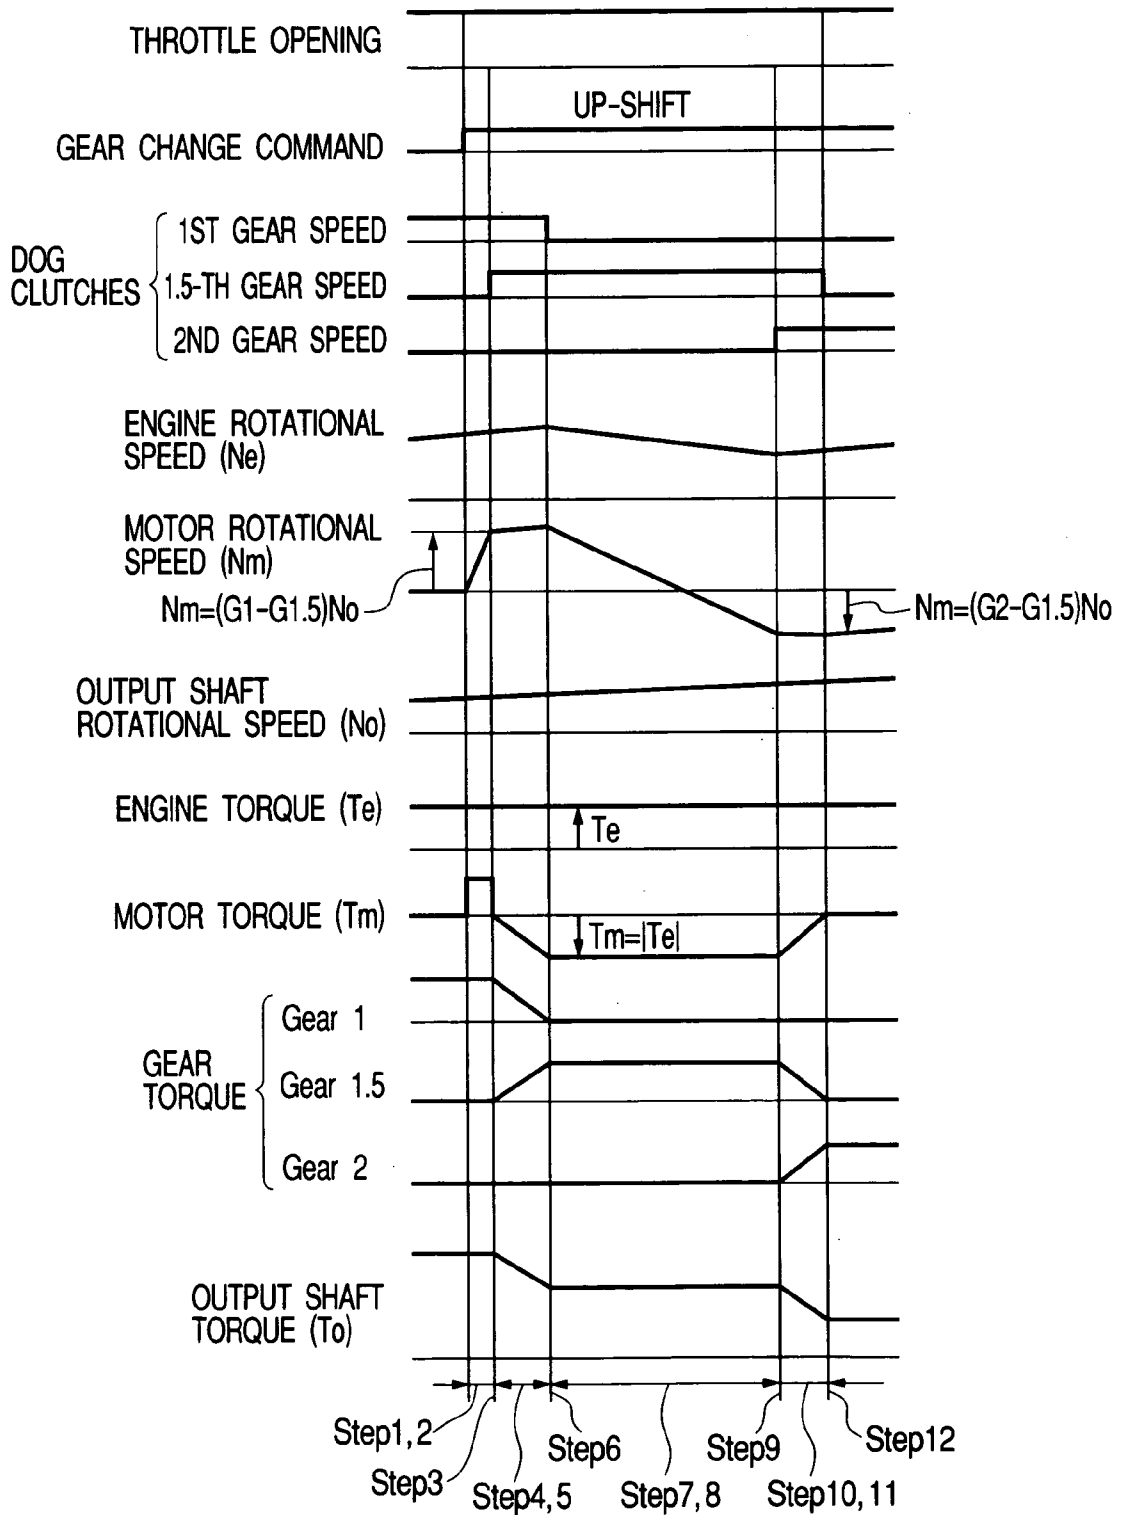 THROTTLE OPENING
UP-SHIFT
GEAR CHANGE COMMAND
DOG
CLUTCHES
1ST GEAR SPEED
1.5-TH GEAR SPEED
2ND GEAR SPEED
ENGINE ROTATIONAL
SPEED (Ne)
MOTOR ROTATIONAL
SPEED (Nm)
Nm=(G1-G1.5)No
Nm=(G2-G1.5)No
OUTPUT SHAFT
ROTATIONAL SPEED (No)
ENGINE TORQUE (Te)
Te
MOTOR TORQUE (Tm)
Tm=|Te|
GEAR
TORQUE
Gear 1
Gear 1.5
Gear 2
OUTPUT SHAFT
TORQUE (To)
Step1, 2
Step3
Step4, 5
Step6
Step7, 8
Step9
Step10, 11
Step12